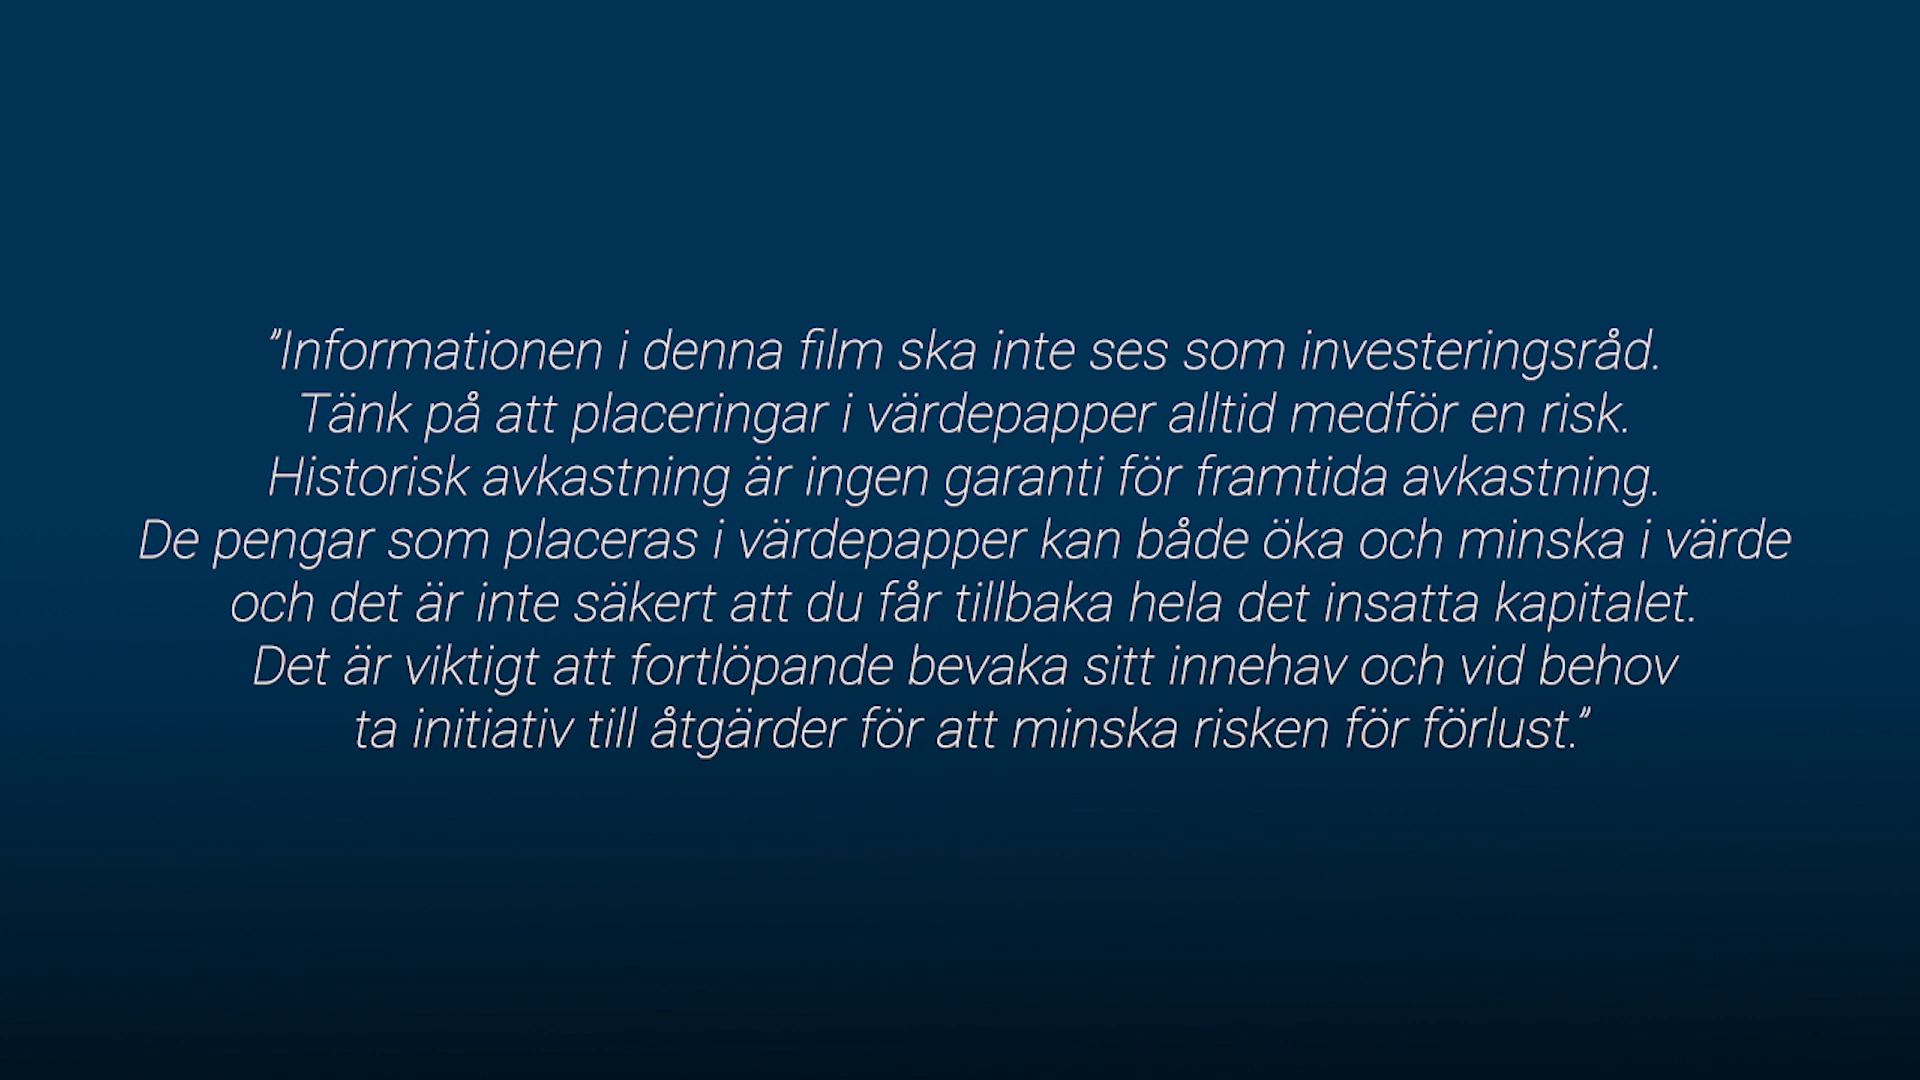 ”Informationen i denna film ska inte ses som investeringsråd.
Tänk på att placeringar i värdepapper alltid medför en risk.
Historisk avkastning är ingen garanti för framtida avkastning.
De pengar som placeras i värdepapper kan både öka och minska i värde
och det är inte säkert att du får tillbaka hela det insatta kapitalet.
Det är viktigt att fortlöpande bevaka sitt innehav och vid behov
ta initiativ till åtgärder för att minska risken för förlust.”